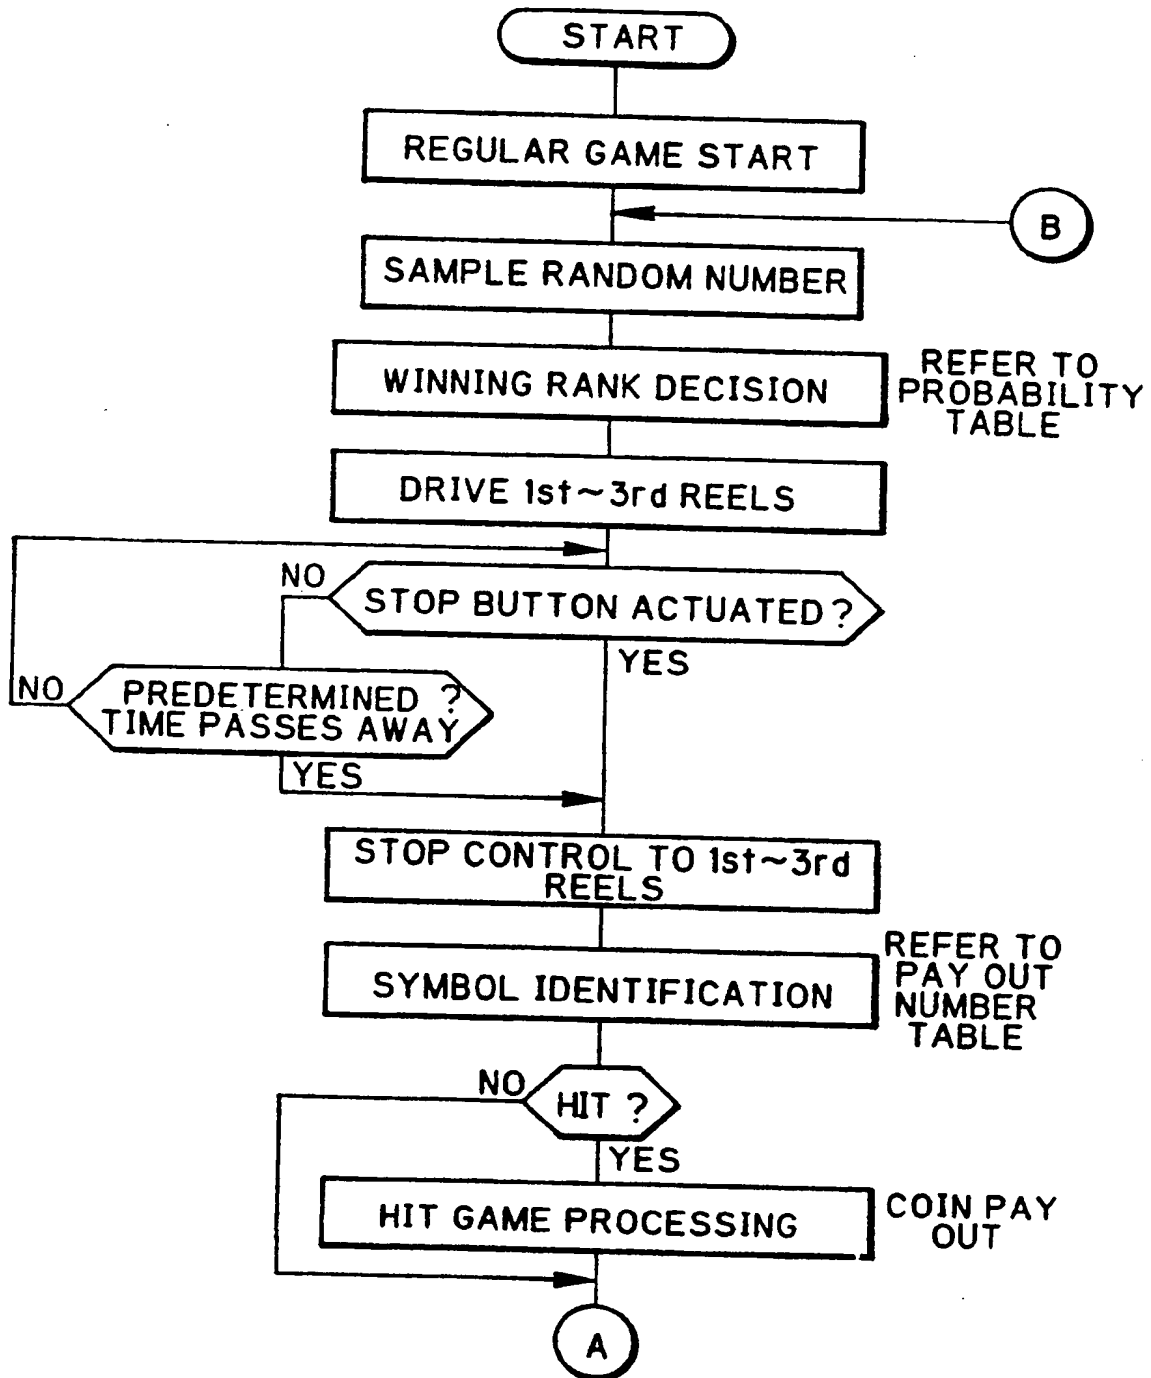 START
REGULAR GAME START
B
SAMPLE RANDOM NUMBER
WINNING RANK DECISION
REFER TO
PROBABILITY
TABLE
DRIVE 1st~3rd REELS
NO
STOP BUTTON ACTUATED ?
YES
NO
PREDETERMINED ?
TIME PASSES AWAY
YES
STOP CONTROL TO 1st~3rd
REELS
SYMBOL IDENTIFICATION
REFER TO
PAY OUT
NUMBER
TABLE
NO
HIT ?
YES
HIT GAME PROCESSING
COIN PAY
OUT
A